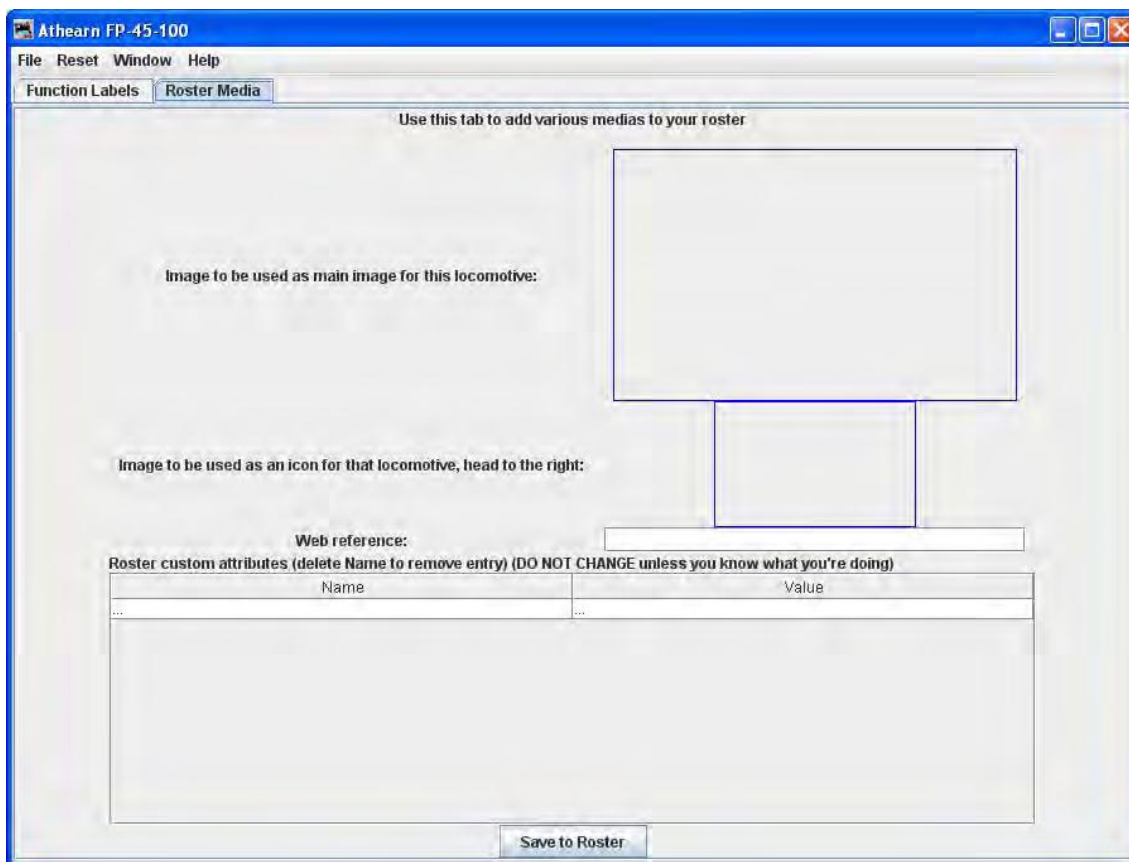 Athearn FP-45-100
File Reset Window Help
Function Labels Roster Media
Use this tab to add various medias to your roster
Image to be used as main image for this locomotive:
Image to be used as an icon for that locomotive, head to the right:
Web reference:
Roster custom attributes (delete Name to remove entry) (DO NOT CHANGE unless you know what you're doing)
Name Value
... ...
Save to Roster